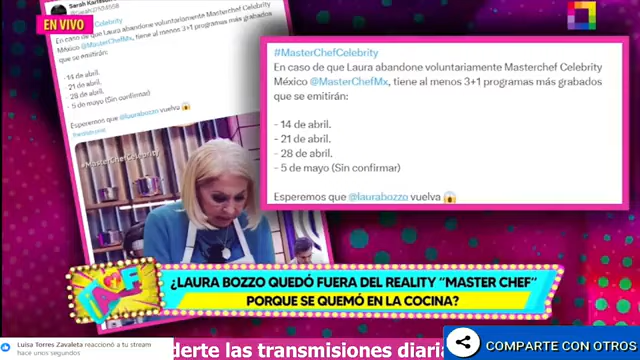 EN VIVO
Celebrity
En caso de que Laura abandone voluntariamente Masterchef Celebrity
México @MasterChefMx, tiene al menos 3+1 programas más grabados
que se emitirán:
- 14 de abril.
- 21 de abril.
- 28 de abril.
- 5 de mayo (Sin confirmar)
Esperemos que @laurabozzo vuelva
#MasterChefCelebrity
#MasterChefCelebrity
En caso de que Laura abandone voluntariamente Masterchef Celebrity
México @MasterChefMx, tiene al menos 3+1 programas más grabados
que se emitirán:
- 14 de abril.
- 21 de abril.
- 28 de abril.
- 5 de mayo (Sin confirmar)
Esperemos que @laurabozzo vuelva 😱
¿LAURA BOZZO QUEDÓ FUERA DEL REALITY “MASTER CHEF”
PORQUE SE QUEMÓ EN LA COCINA?
Luisa Torres Zavaleta reaccionó a tu stream
hace unos segundos
derte las transmisiones diaria
COMPARTE CON OTROS